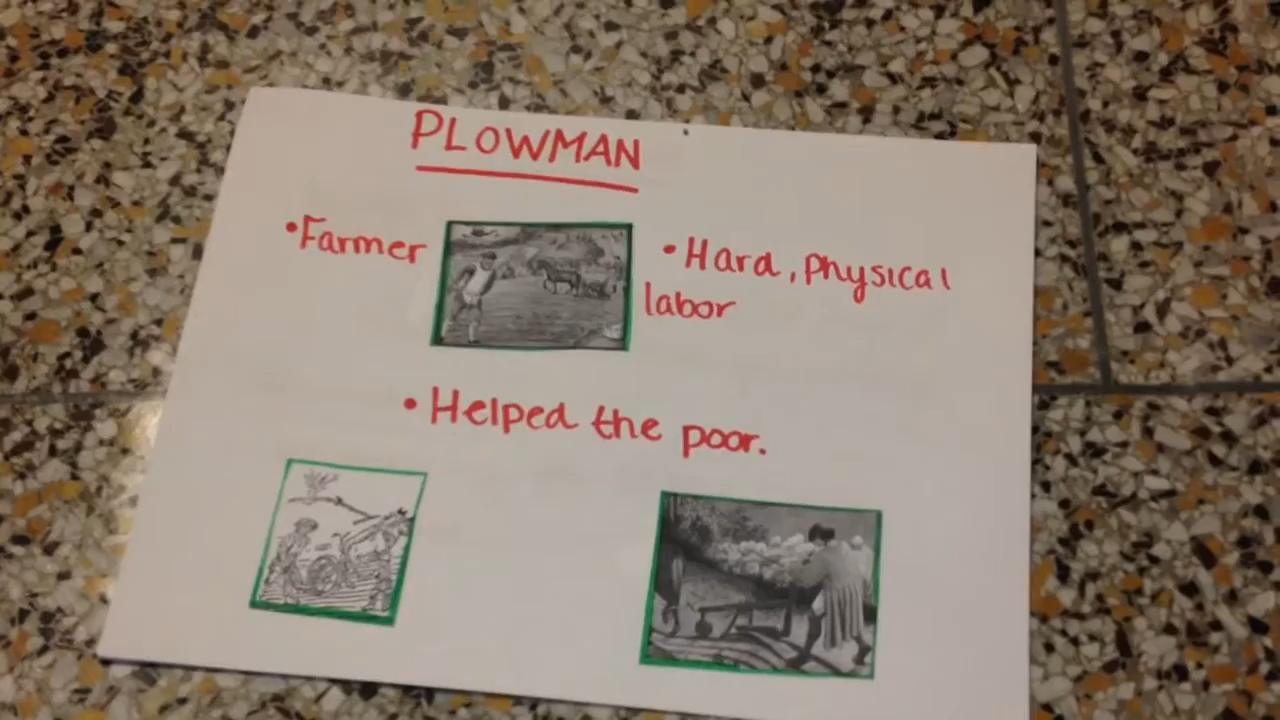 PLOWMAN
•Farmer
•Hard, physical
labor
•Helped the poor.